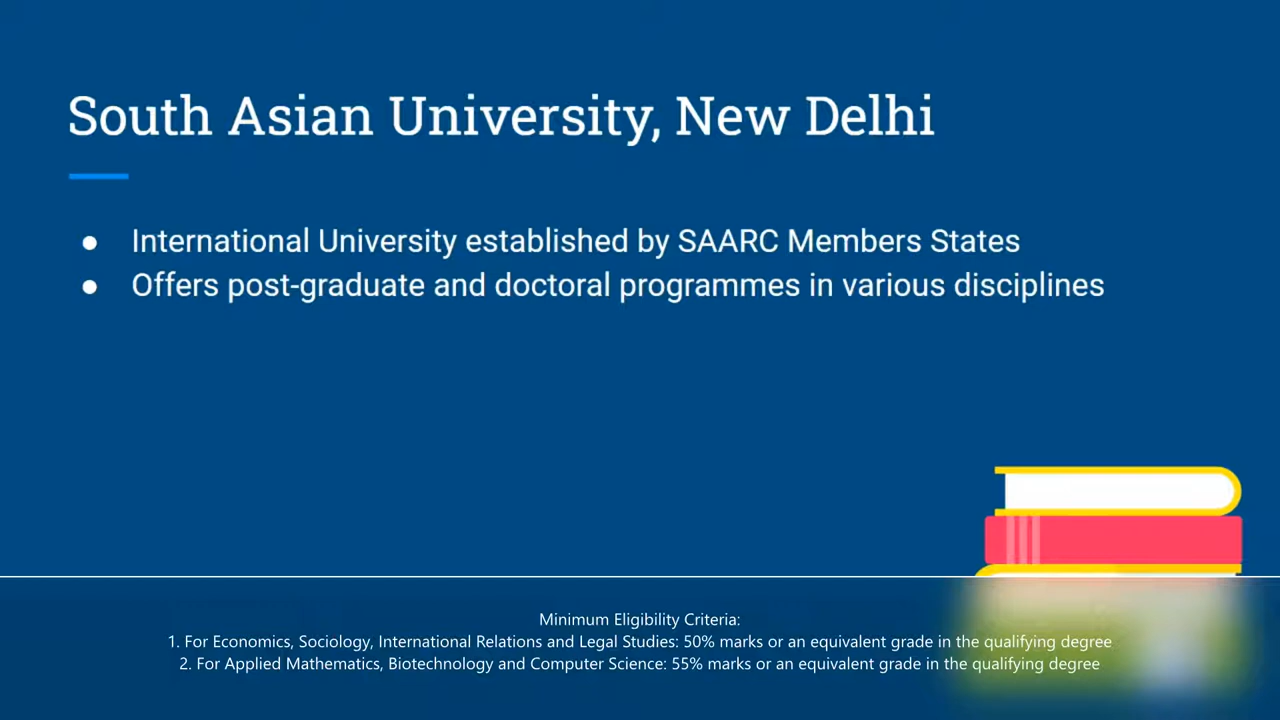 South Asian University, New Delhi
● International University established by SAARC Members States
● Offers post-graduate and doctoral programmes in various disciplines
Minimum Eligibility Criteria:
1. For Economics, Sociology, International Relations and Legal Studies: 50% marks or an equivalent grade in the qualifying degree
2. For Applied Mathematics, Biotechnology and Computer Science: 55% marks or an equivalent grade in the qualifying degree